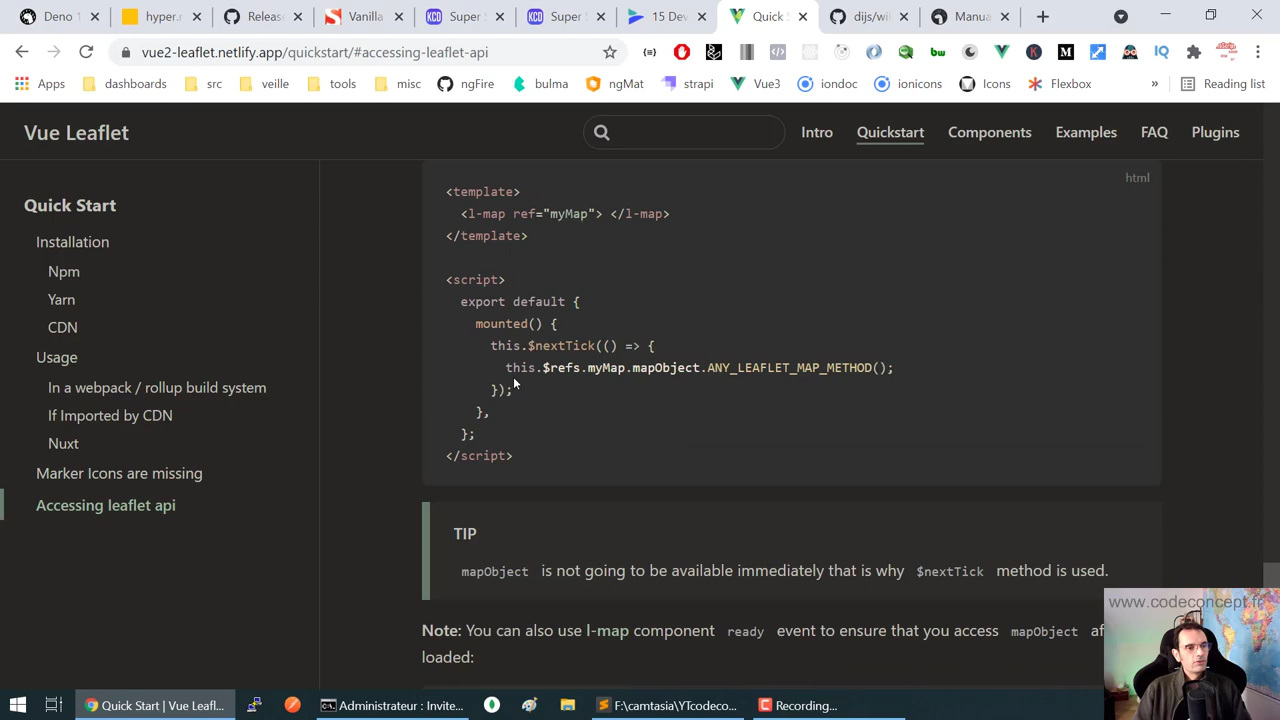 Deno 1
hyper.r
Release
Vanilla
Super S
Super
15 Dev
Quick S
dijs/wi
Manua
vue2-leaflet.netlify.app/quickstart/#accessing-leaflet-api
Apps
dashboards
src
veille
tools
misc
ngFire
bulma
ngMat
strapi
Vue3
iondoc
ionicons
Icons
Flexbox
»
Reading list
Vue Leaflet
Intro
Quickstart
Components
Examples
FAQ
Plugins
Quick Start
Installation
Npm
Yarn
CDN
Usage
In a webpack / rollup build system
If Imported by CDN
Nuxt
Marker Icons are missing
Accessing leaflet api
html
<template>
<l-map ref="myMap"> </l-map>
</template>
<script>
export default {
mounted() {
this.$nextTick(() => {
this.$refs.myMap.mapObject.ANY_LEAFLET_MAP_METHOD();
});
},
};
</script>
TIP
mapObject is not going to be available immediately that is why $nextTick method is used.
Note: You can also use l-map component ready event to ensure that you access mapObject af
loaded:
www.codeconcept.fr
Quick Start | Vue Leafl...
Administrateur : Invite...
F:\camtasia\YTcodeco...
Recording...